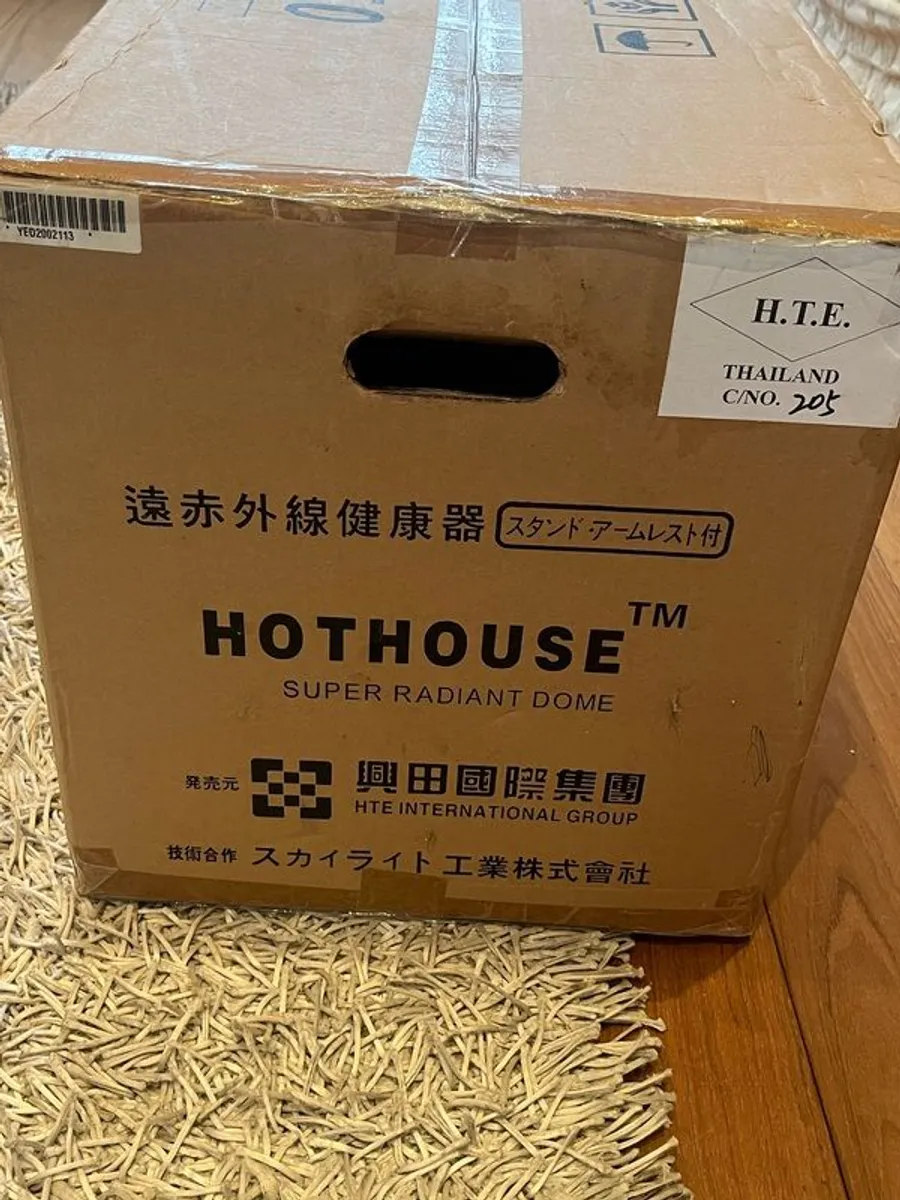 YED2002113
H.T.E.
THAILAND
C/NO. 205
遠赤外線健康器 スタンド・アームレスト付
HOTHOUSE™
SUPER RADIANT DOME
発売元 興田國際集團
HTE INTERNATIONAL GROUP
技術合作 スカイライト工業株式會社